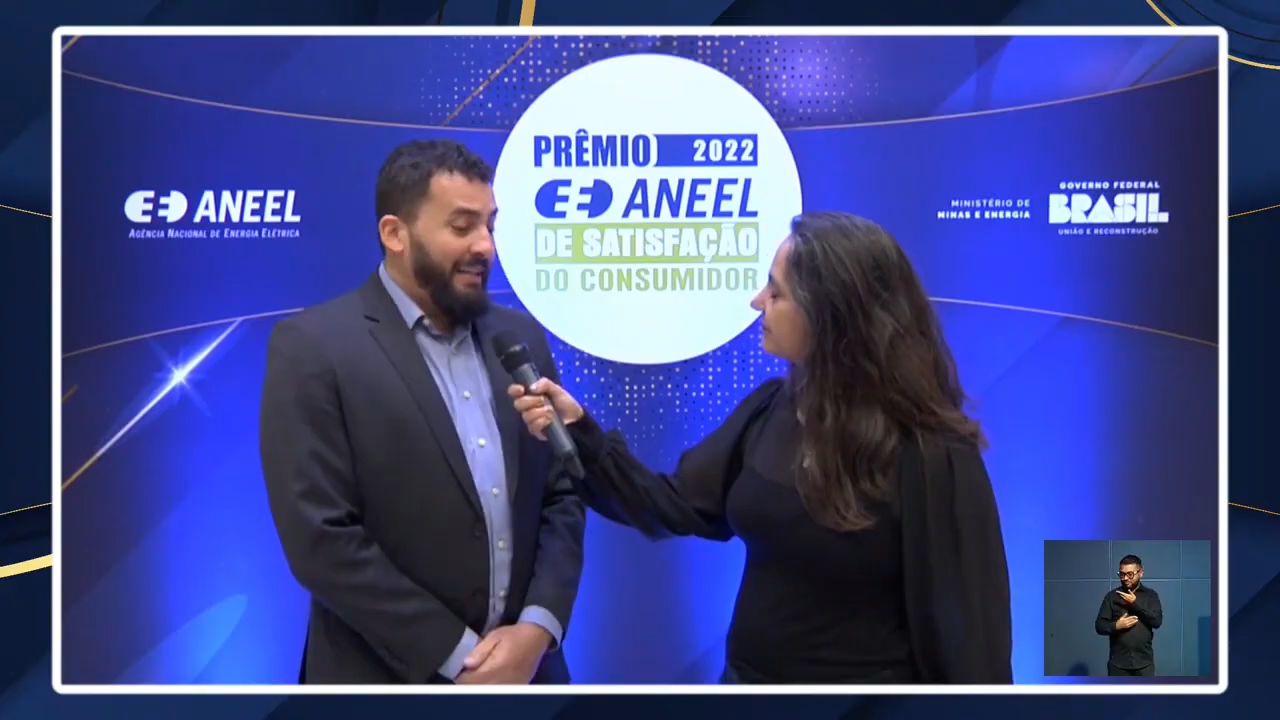 PRÊMIO 2022
ANEEL
DE SATISFAÇÃO
DO CONSUMIDOR
ANEEL
AGÊNCIA NACIONAL DE ENERGIA ELÉTRICA
MINISTÉRIO DE
MINAS E ENERGIA
GOVERNO FEDERAL
BRASIL
UNIÃO E RECONSTRUÇÃO